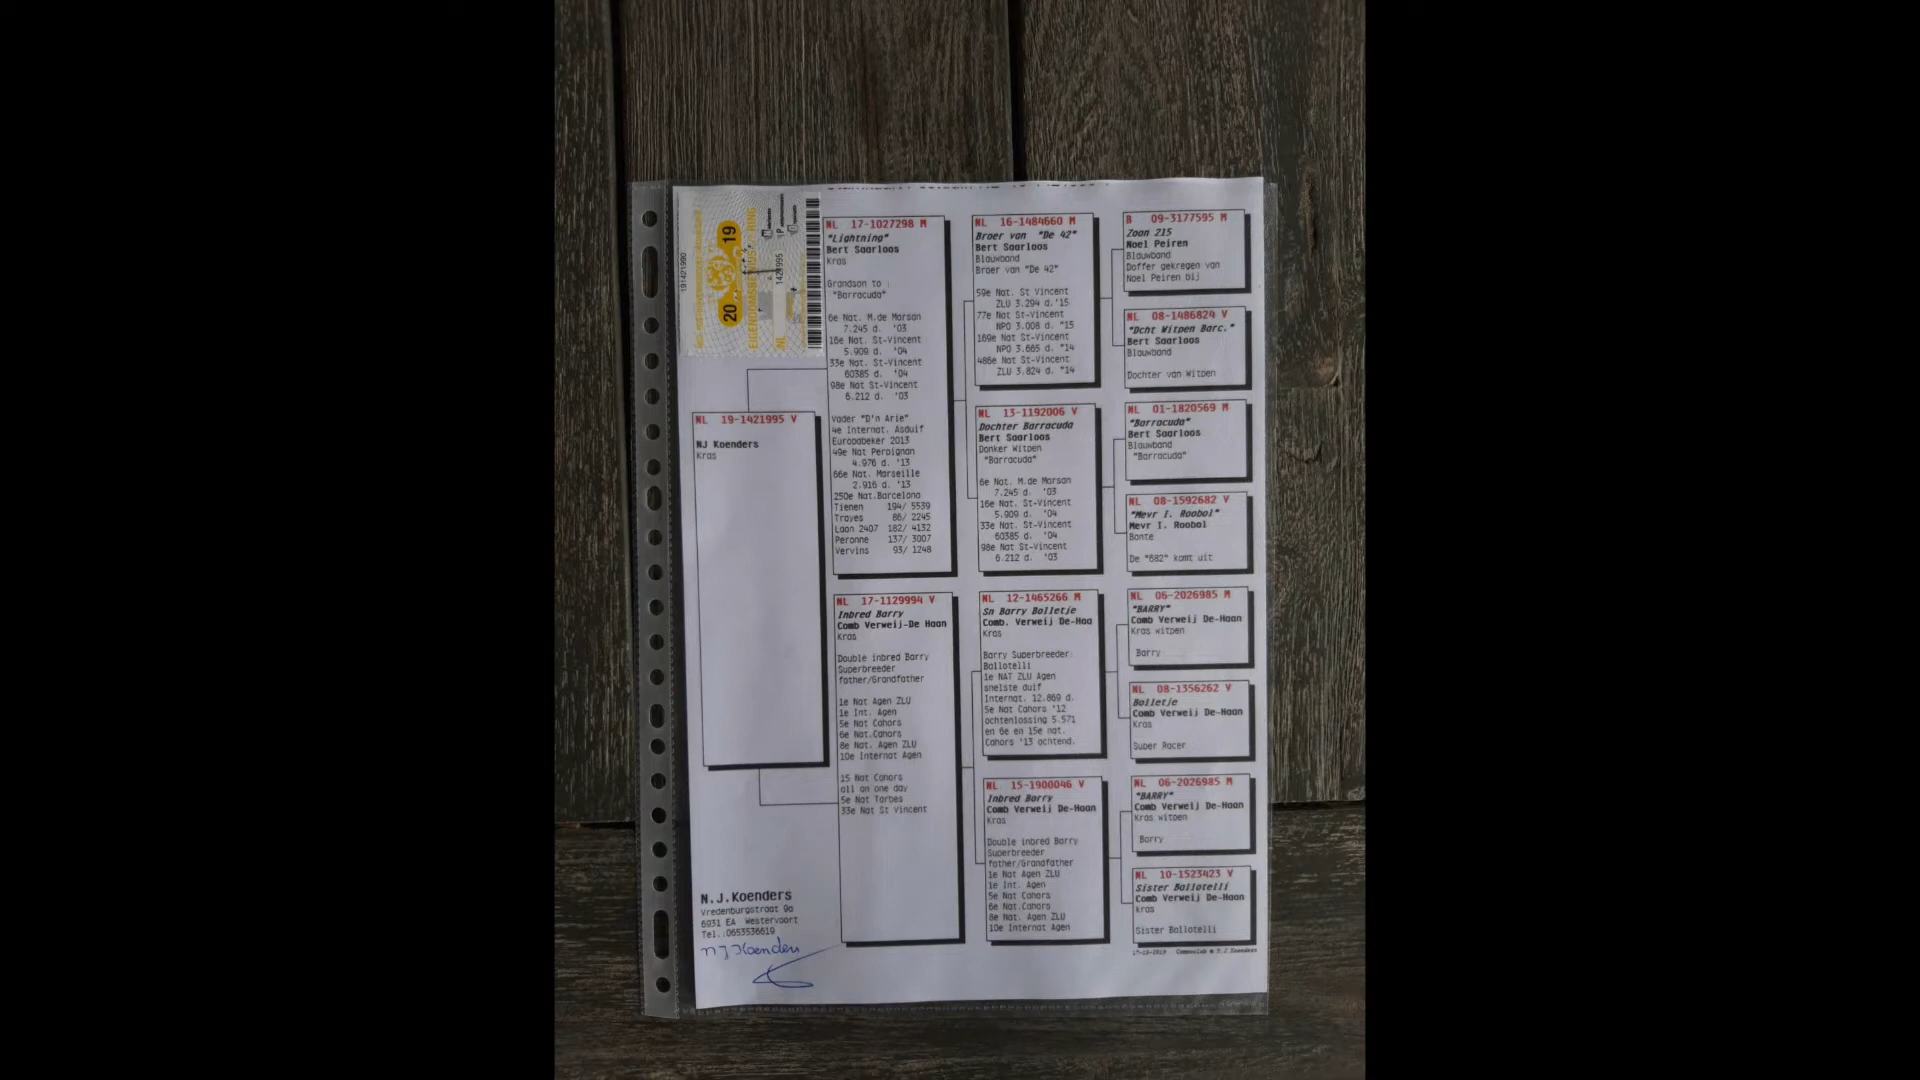 191421990
20 19
EIGENDOMSBEWIJS
RING
NL
1421995
NL 19-1421995 V
NJ Koenders
Kras
NL 17-1027298 M
"Lightning"
Bert Saarloos
Kras
Grandson to :
"Barracuda"
6e Nat. M.de Marsan
7.245 d. '03
16e Nat. St-Vincent
5.909 d. '04
33e Nat. St-Vincent
60385 d. '04
98e Nat St-Vincent
6.212 d. '03
Vader "D'n Arie"
4e Internat. Asduif
Europabeker 2013
49e Nat Perpignan
4.976 d. '13
66e Nat. Marseille
2.916 d. '13
250e Nat.Barcelona
Tienen 194/ 5539
Troyes 86/ 2245
Laon 2407 182/ 4132
Peronne 137/ 3007
Vervins 93/ 1248
NL 17-1129994 V
Inbred Barry
Comb Verweij-De Haan
Kras
Double inbred Barry
Superbreeder
father/Grandfather
1e Nat Agen ZLU
1e Int. Agen
5e Nat Cahors
6e Nat.Cahors
8e Nat. Agen ZLU
10e Internat Agen
15 Nat Cahors
all on one day
5e Nat Tarbes
33e Nat St Vincent
NL 16-1484660 M
Broer van "De 42"
Bert Saarloos
Blauwband
Broer van "De 42"
59e Nat. St Vincent
ZLU 3.294 d.'15
77e Nat St-Vincent
NPO 3.008 d. "15
169e Nat St-Vincent
NPO 3.665 d. "14
486e Nat St-Vincent
ZLU 3.824 d. "14
NL 13-1192006 V
Dochter Barracuda
Bert Saarloos
Donker Witpen
"Barracuda"
6e Nat. M.de Marsan
7.245 d. '03
16e Nat. St-Vincent
5.909 d. '04
33e Nat. St-Vincent
60385 d. '04
98e Nat St-Vincent
6.212 d. '03
NL 12-1465266 M
Sn Barry Bolletje
Comb. Verweij De-Haa
Kras
Barry Superbreeder
Ballotelli
1e NAT ZLU Agen
snelste duif
Internat. 12.869 d.
5e Nat Cahors '12
ochtenlossing 5.571
en 6e en 15e nat.
Cahors '13 ochtend.
NL 15-1900046 V
Inbred Barry
Comb Verweij De-Haan
Kras
Double inbred Barry
Superbreeder
father/Grandfather
1e Nat Agen ZLU
1e Int. Agen
5e Nat Cahors
6e Nat.Cahors
8e Nat. Agen ZLU
10e Internat Agen
B 09-3177595 M
Zoon 215
Noel Peiren
Blauwband
Doffer gekregen van
Noel Peiren bij
NL 08-1486824 V
"Dcht Witpen Barc."
Bert Saarloos
Blauwband
Dochter van Witpen
NL 01-1820569 M
"Barracuda"
Bert Saarloos
Blauwband
"Barracuda"
NL 08-1592682 V
"Mevr I. Roobol"
Mevr I. Roobol
Bonte
De "682" komt uit
NL 06-2026985 M
"BARRY"
Comb Verweij De-Haan
Kras witpen
Barry
NL 08-1356262 V
Bolletje
Comb Verweij De-Haan
Kras
Super Racer
NL 06-2026985 M
"BARRY"
Comb Verweij De-Haan
Kras witpen
Barry
NL 10-1523423 V
Sister Ballotelli
Comb Verweij De-Haan
kras
Sister Ballotelli
N.J.Koenders
Vredenburgstraat 9a
6931 EA Westervoort
Tel.:0653536619
NJ Koenders
17-10-2019 Compuclub © N.J Koenders